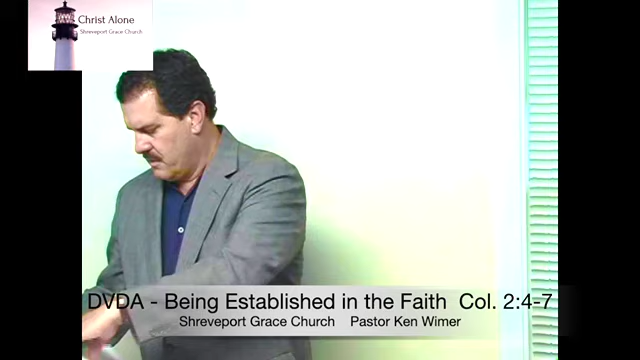 Christ Alone
Shreveport Grace Church
DVDA - Being Established in the Faith Col. 2:4-7
Shreveport Grace Church Pastor Ken Wimer